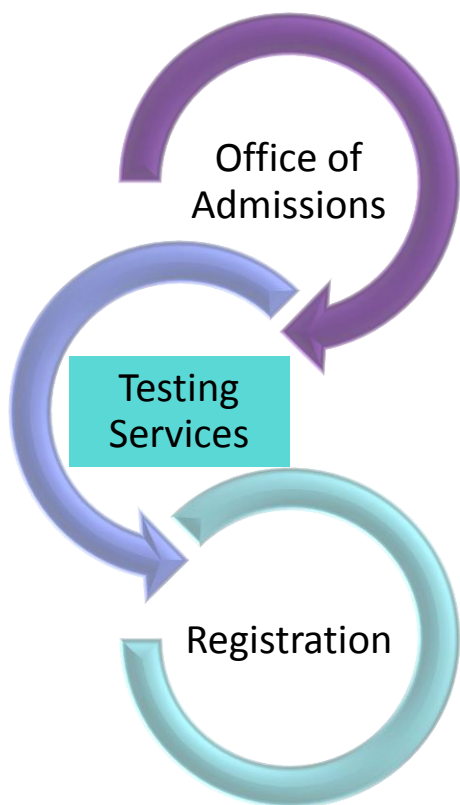 Office of
Admissions
Testing
Services
Registration